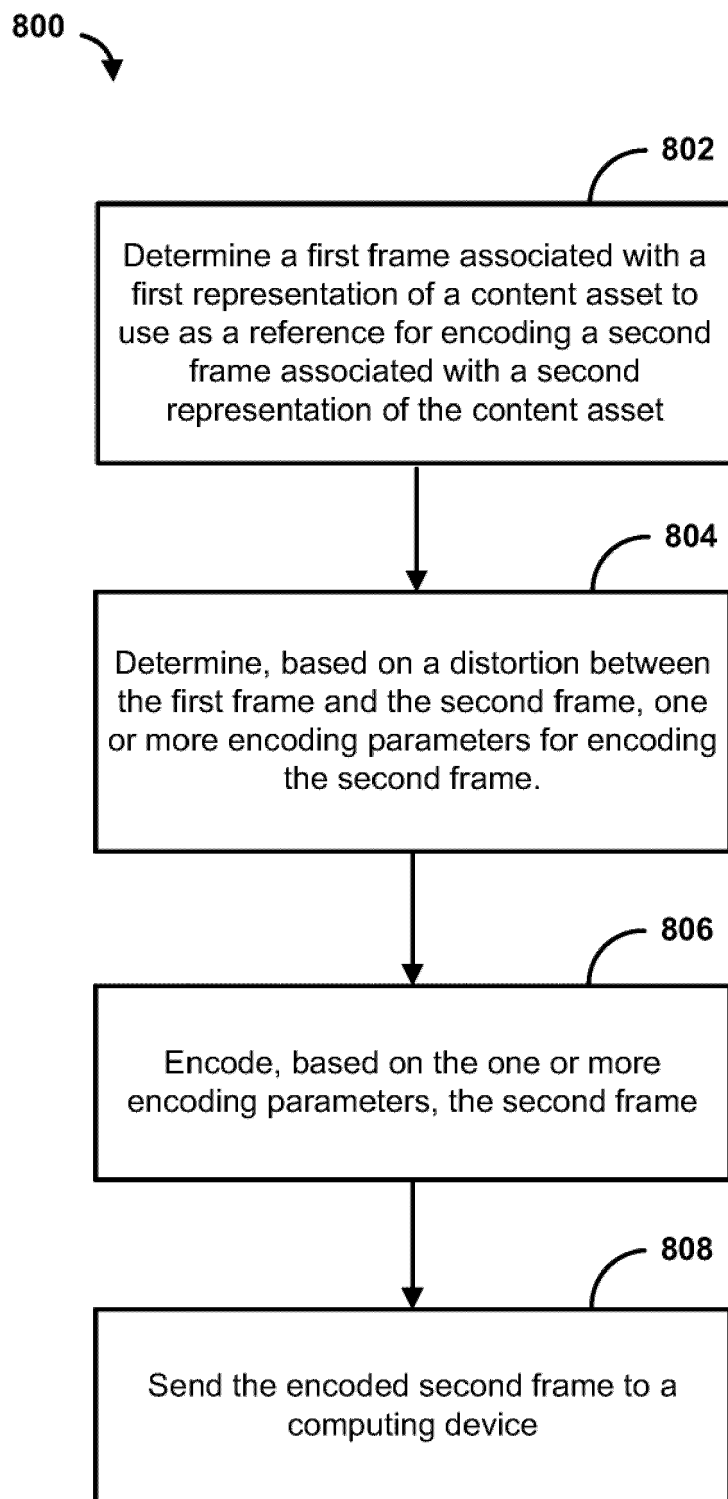 800
802
Determine a first frame associated with a
first representation of a content asset to
use as a reference for encoding a second
frame associated with a second
representation of the content asset
804
Determine, based on a distortion between
the first frame and the second frame, one
or more encoding parameters for encoding
the second frame.
806
Encode, based on the one or more
encoding parameters, the second frame
808
Send the encoded second frame to a
computing device